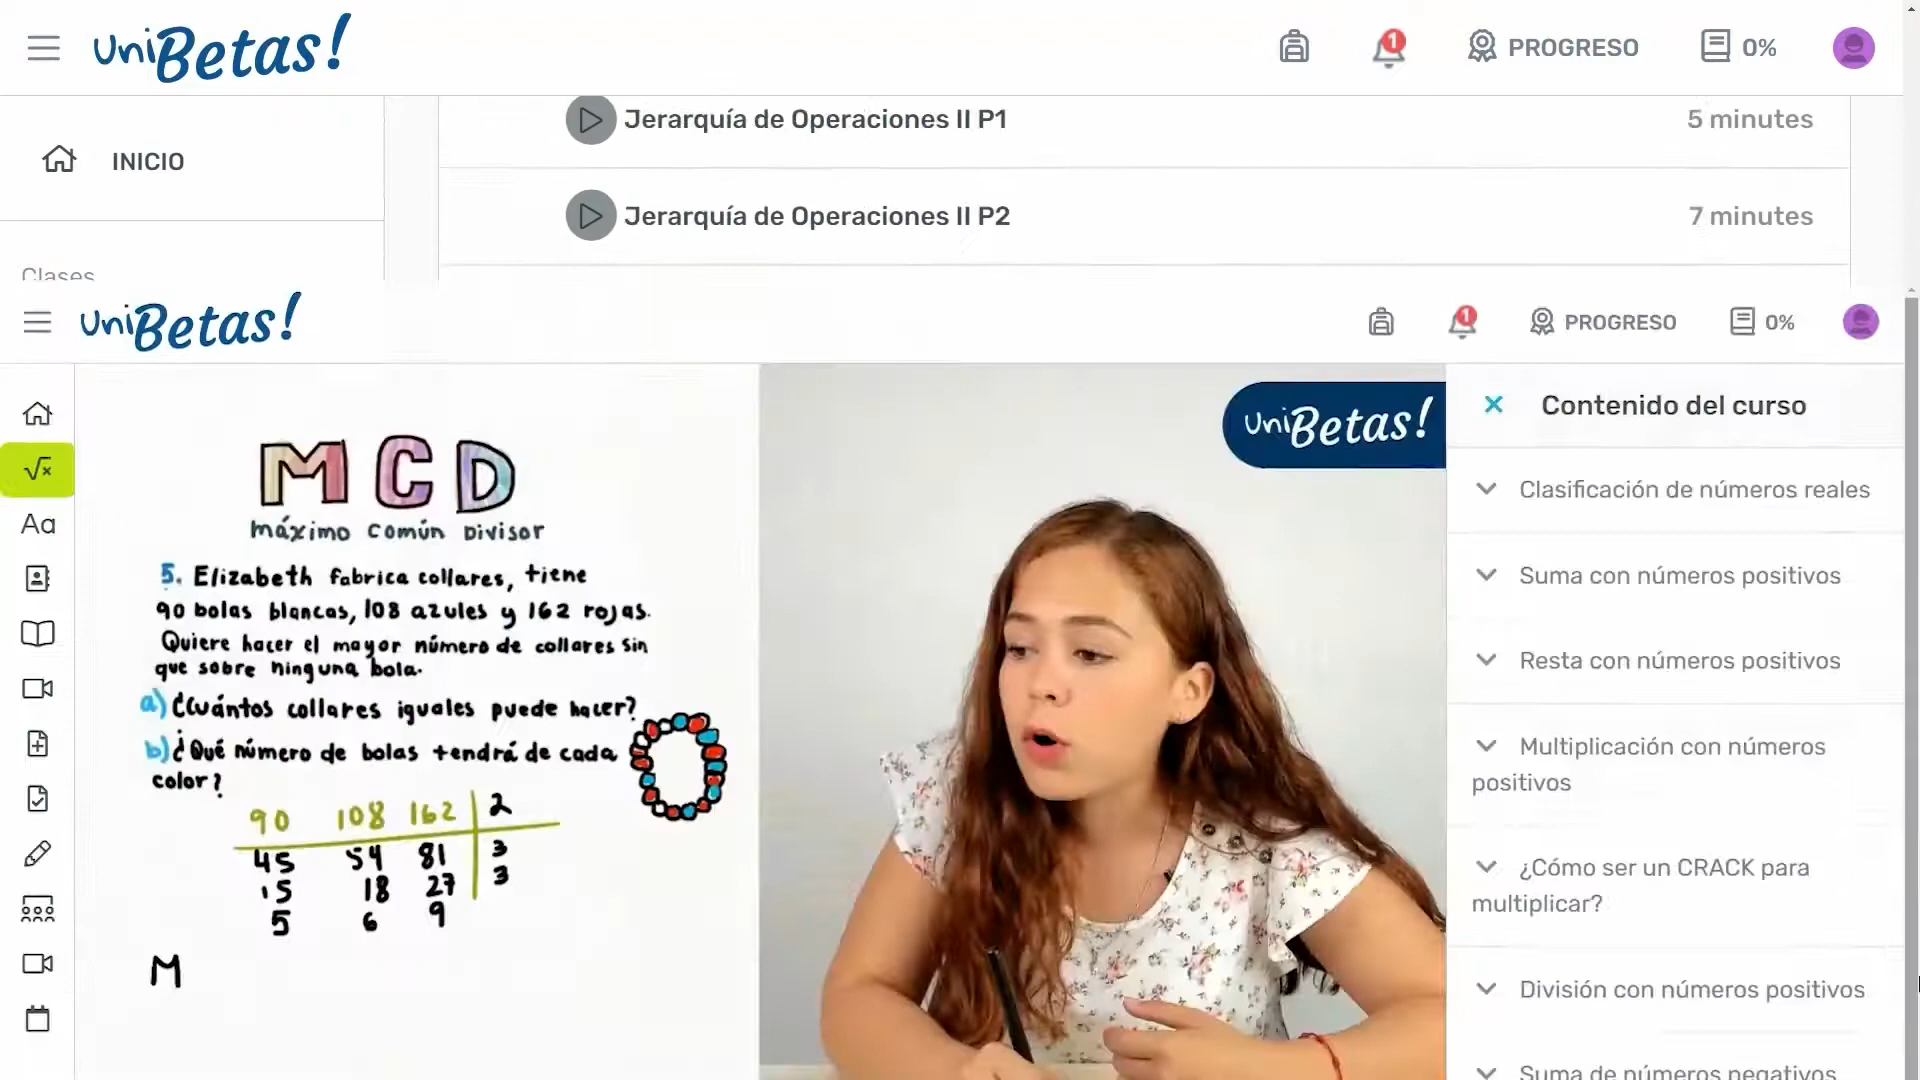 uniBetas!
1
PROGRESO
0%
INICIO
Clases
Jerarquía de Operaciones II P1
5 minutes
Jerarquía de Operaciones II P2
7 minutes
uniBetas!
1
PROGRESO
0%
√x
Aa
MCD
máximo común Divisor
5. Elizabeth fabrica collares, tiene
90 bolas blancas, 108 azules y 162 rojas.
Quiere hacer el mayor número de collares sin
que sobre ninguna bola.
a) ¿Cuántos collares iguales puede hacer?
b) ¿Qué número de bolas tendrá de cada
color?
90 108 162 2
45 54 81 3
15 18 27 3
5 6 9
M
uniBetas!
Contenido del curso
Clasificación de números reales
Suma con números positivos
Resta con números positivos
Multiplicación con números
positivos
¿Cómo ser un CRACK para
multiplicar?
División con números positivos
Suma de números negativos